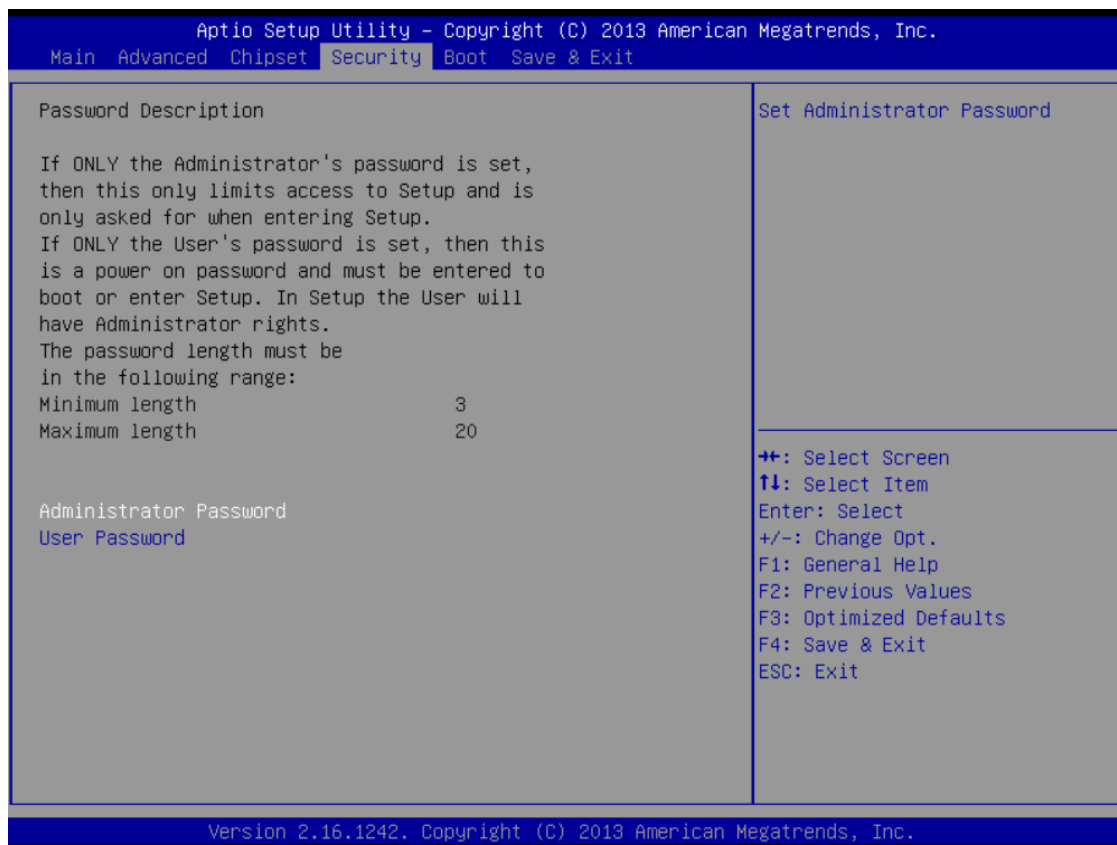 Aptio Setup Utility – Copyright (C) 2013 American Megatrends, Inc.
Main Advanced Chipset Security Boot Save & Exit
Password Description
If ONLY the Administrator's password is set,
then this only limits access to Setup and is
only asked for when entering Setup.
If ONLY the User's password is set, then this
is a power on password and must be entered to
boot or enter Setup. In Setup the User will
have Administrator rights.
The password length must be
in the following range:
Minimum length 3
Maximum length 20
Administrator Password
User Password
Set Administrator Password
→←: Select Screen
↑↓: Select Item
Enter: Select
+/-: Change Opt.
F1: General Help
F2: Previous Values
F3: Optimized Defaults
F4: Save & Exit
ESC: Exit
Version 2.16.1242. Copyright (C) 2013 American Megatrends, Inc.